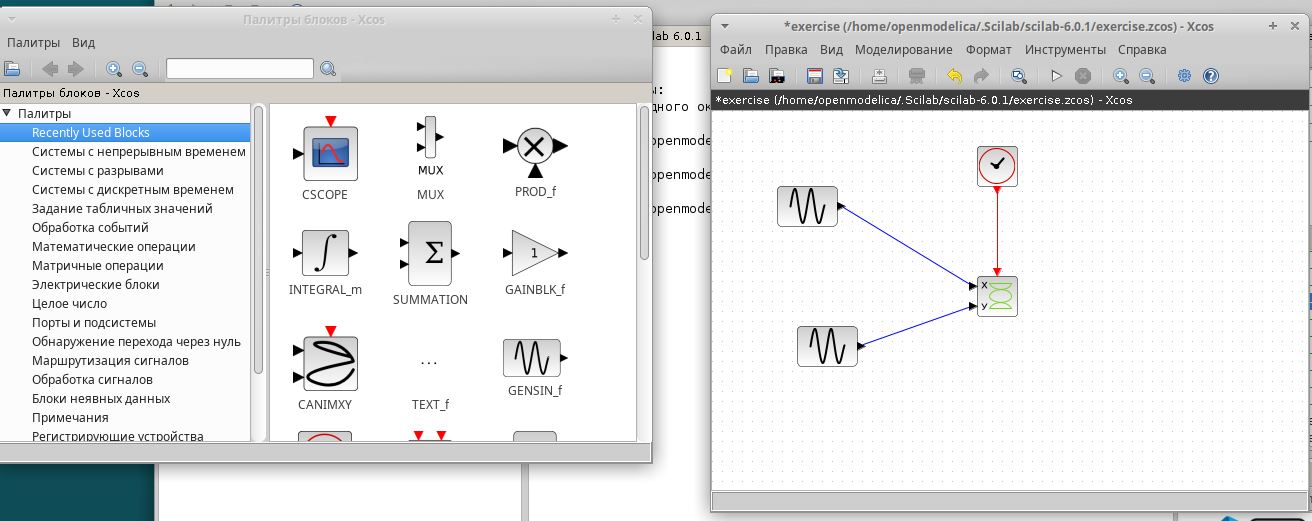 Палитры блоков - Xcos
Палитры Вид
Палитры блоков - Xcos
Палитры
Recently Used Blocks
Системы с непрерывным временем
Системы с разрывами
Системы с дискретным временем
Задание табличных значений
Обработка событий
Математические операции
Матричные операции
Электрические блоки
Целое число
Порты и подсистемы
Обнаружение перехода через нуль
Маршрутизация сигналов
Обработка сигналов
Блоки неявных данных
Примечания
Регистрирующие устройства
CSCOPE
MUX
MUX
PROD_f
INTEGRAL_m
Σ
SUMMATION
1
GAINBLK_f
CANIMXY
...
TEXT_f
GENSIN_f
lab 6.0.1
ы:
дного ок
openmodelica
openmodelica
openmode
*exercise (/home/openmodelica/.Scilab/scilab-6.0.1/exercise.zcos) - Xcos
Файл Правка Вид Моделирование Формат Инструменты Справка
*exercise (/home/openmodelica/.Scilab/scilab-6.0.1/exercise.zcos) - Xcos
X
y